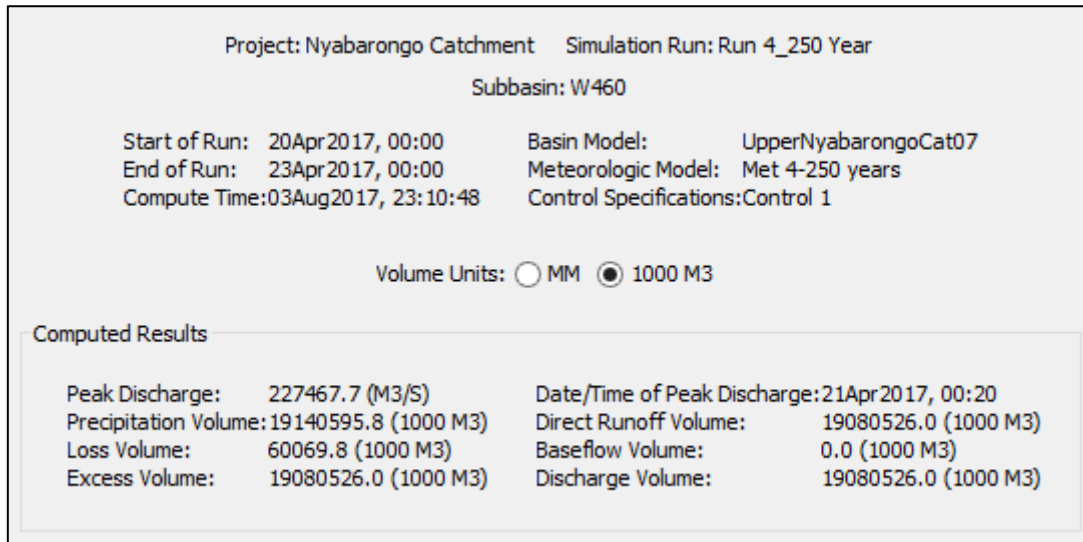 Project: Nyabarongo Catchment Simulation Run: Run 4_250 Year
Subbasin: W460
Start of Run: 20Apr2017, 00:00 Basin Model: UpperNyabarongoCat07
End of Run: 23Apr2017, 00:00 Meteorologic Model: Met 4-250 years
Compute Time:03Aug2017, 23:10:48 Control Specifications:Control 1
Volume Units: MM 1000 M3
Computed Results
Peak Discharge: 227467.7 (M3/S) Date/Time of Peak Discharge:21Apr2017, 00:20
Precipitation Volume:19140595.8 (1000 M3) Direct Runoff Volume: 19080526.0 (1000 M3)
Loss Volume: 60069.8 (1000 M3) Baseflow Volume: 0.0 (1000 M3)
Excess Volume: 19080526.0 (1000 M3) Discharge Volume: 19080526.0 (1000 M3)